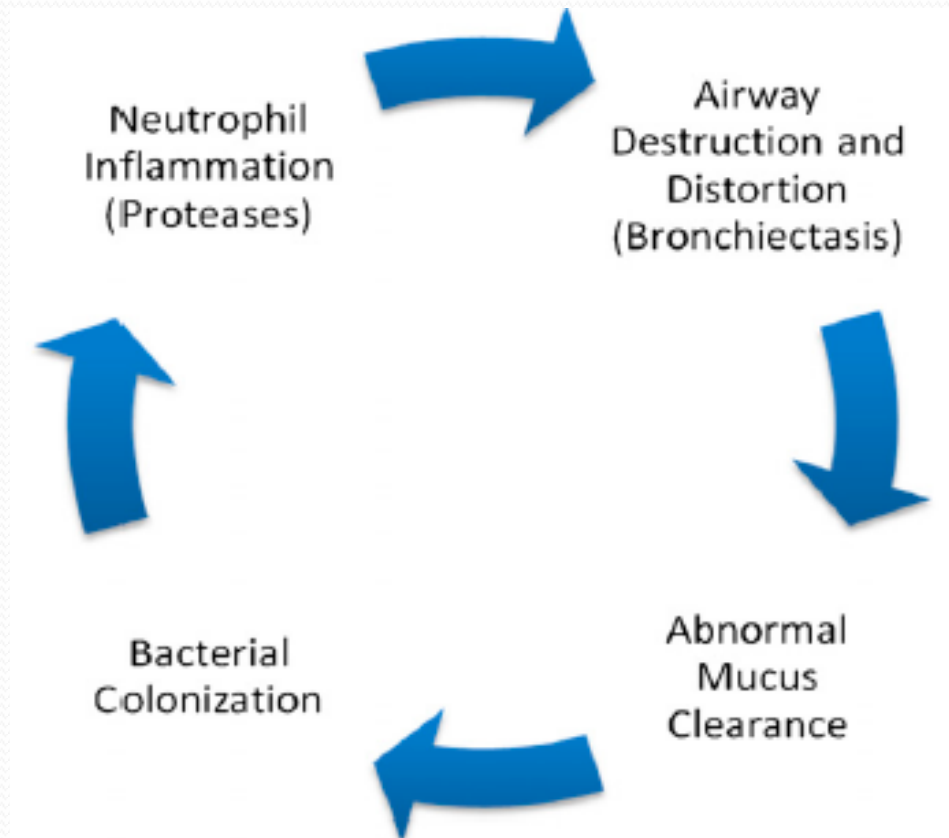 Neutrophil
Inflammation
(Proteases)
Airway
Destruction and
Distortion
(Bronchiectasis)
Abnormal
Mucus
Clearance
Bacterial
Colonization